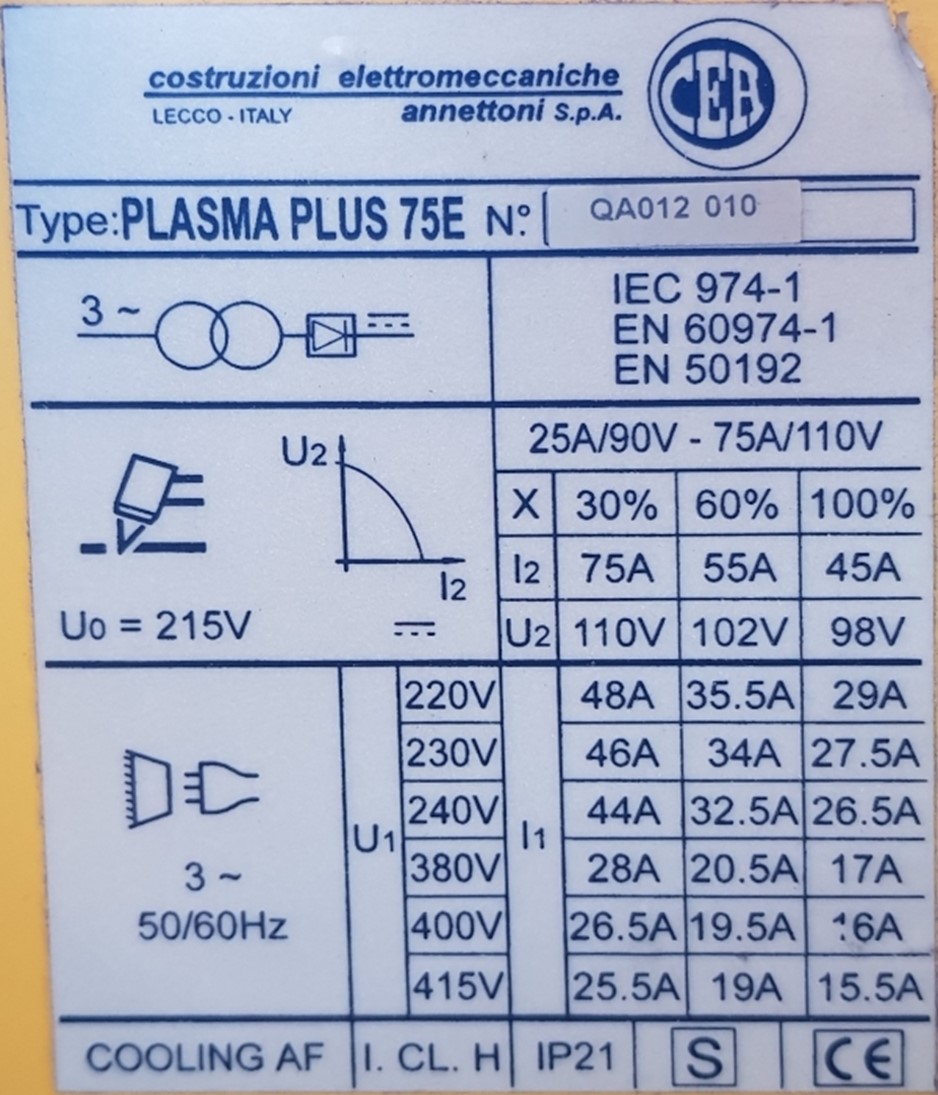 costruzioni elettromeccaniche
LECCO - ITALY annettoni S.p.A.
CEA
Type: PLASMA PLUS 75E N.° QA012 010
3 ~
IEC 974-1
EN 60974-1
EN 50192
U2
I2
U0 = 215V
25A/90V - 75A/110V
X 30% 60% 100%
I2 75A 55A 45A
U2 110V 102V 98V
3 ~
50/60Hz
U1 I1
220V 48A 35.5A 29A
230V 46A 34A 27.5A
240V 44A 32.5A 26.5A
380V 28A 20.5A 17A
400V 26.5A 19.5A 16A
415V 25.5A 19A 15.5A
COOLING AF I. CL. H IP21 S CE